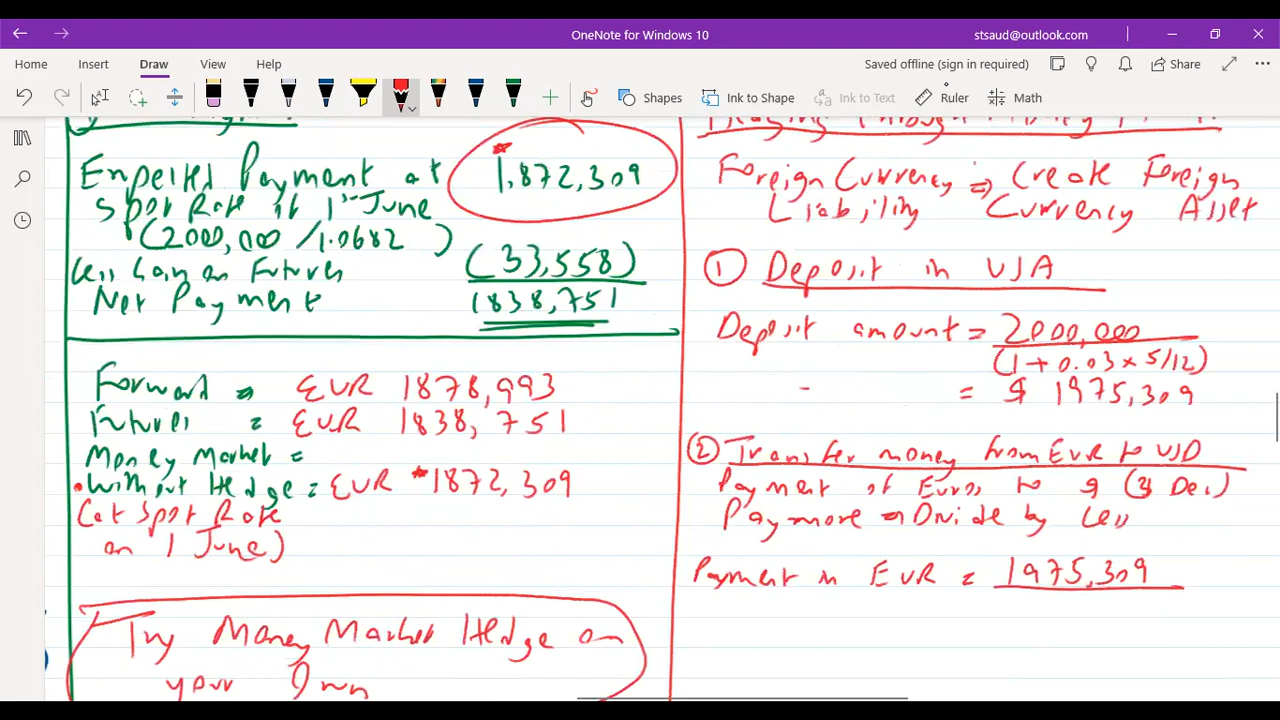 OneNote for Windows 10
stsaud@outlook.com
Home Insert Draw View Help
Saved offline (sign in required)
Share
Shapes Ink to Shape Ink to Text Ruler Math
Expected Payment at
Spot Rate at 1st June
(2000,000 /1.0682 )
1,872,309
Less Gain on Futures (33,558)
Net Payment 1838,751
Forward = EUR 1878,993
Futures = EUR 1838,751
Money Market =
Without Hedge = EUR *1872,309
(at Spot Rate
on 1 June)
Try Money Market Hedge on
your Own
Foreign Currency ⇒ Create Foreign
Liability Currency Asset
① Deposit in USA
Deposit amount = 2000,000
(1 + 0.03 x 5/12)
= $ 1975,309
② Transfer money from EUR to USD
Payment of Euros to $ (31 Dec)
Pay more ⇒ Divide by Less
Payment in EUR = 1975,309